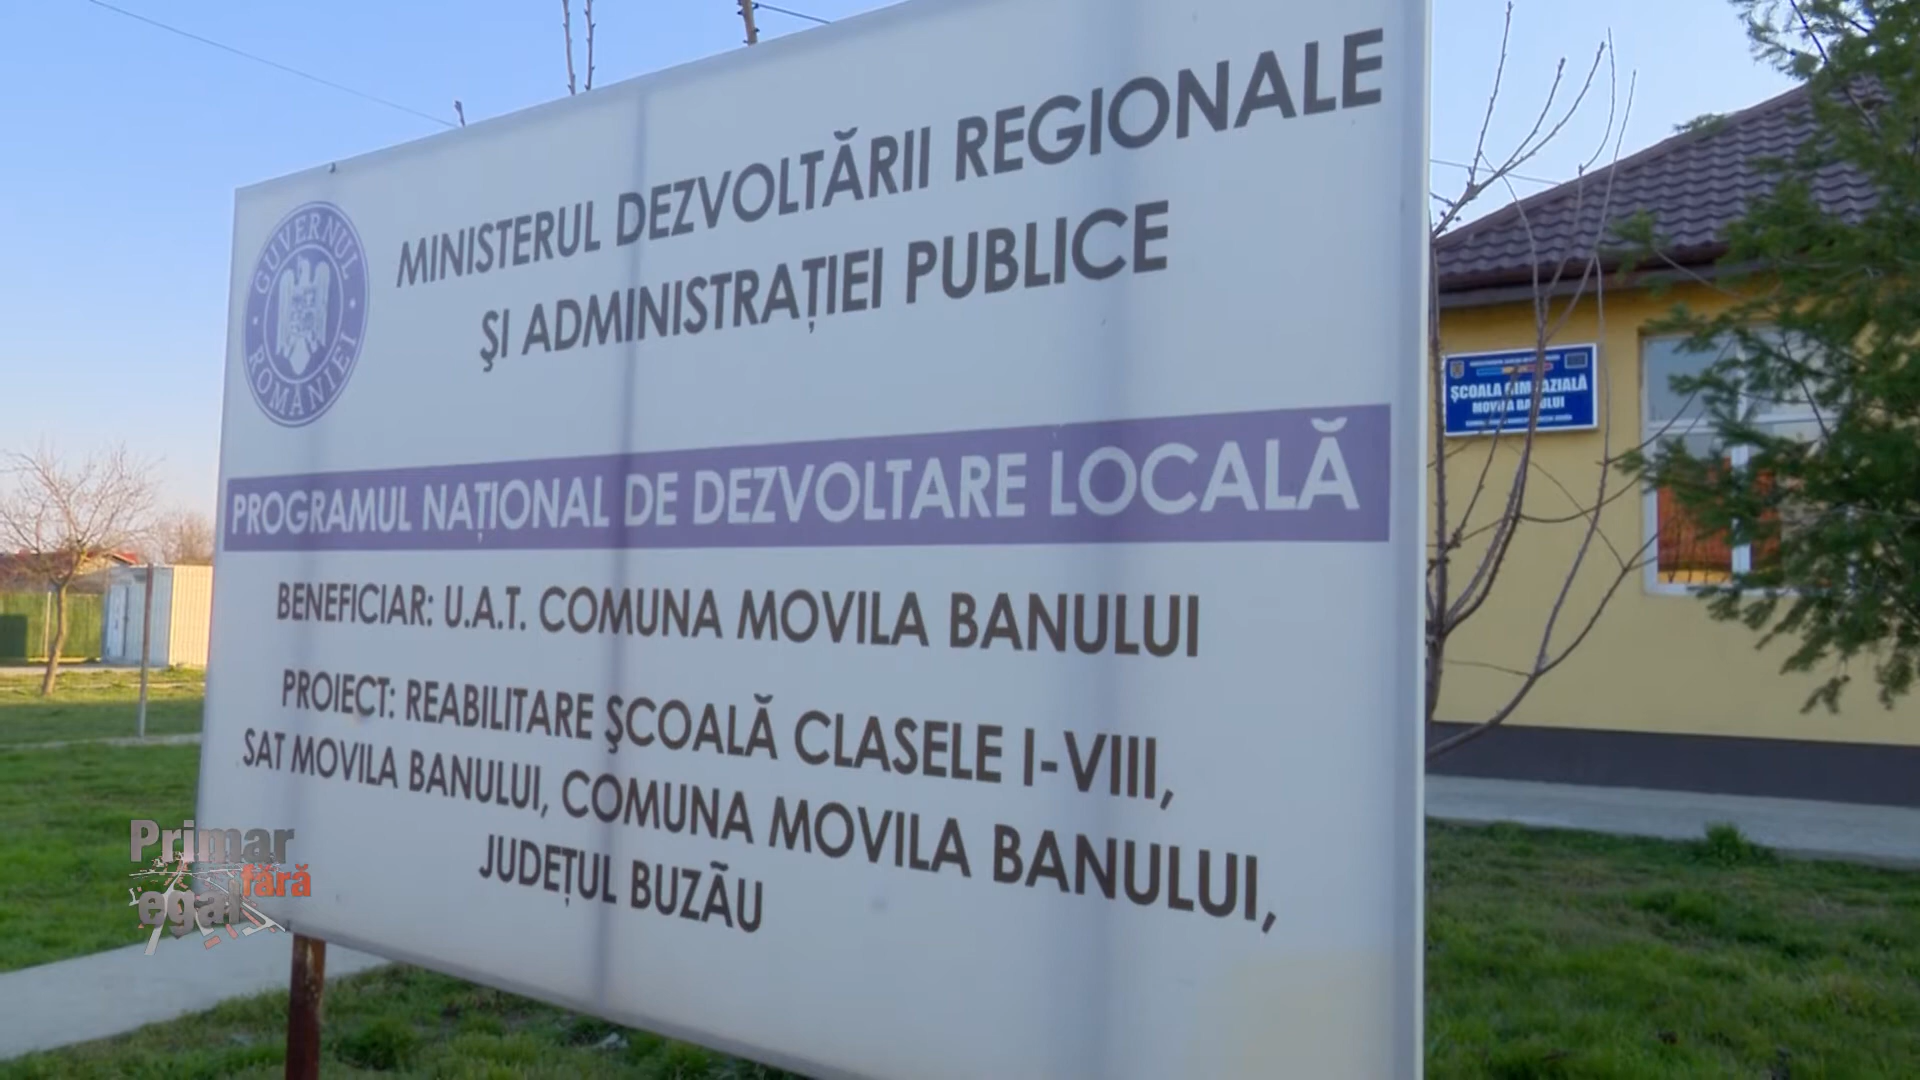 MINISTERUL DEZVOLTĂRII REGIONALE
ŞI ADMINISTRAȚIEI PUBLICE
GUVERNUL ROMÂNIEI
PROGRAMUL NAȚIONAL DE DEZVOLTARE LOCALĂ
BENEFICIAR: U.A.T. COMUNA MOVILA BANULUI
PROIECT: REABILITARE ŞCOALĂ CLASELE I-VIII,
SAT MOVILA BANULUI, COMUNA MOVILA BANULUI,
JUDEȚUL BUZĂU
ŞCOALA GIMNAZIALĂ
MOVILA BANULUI
Primar
fără
egal